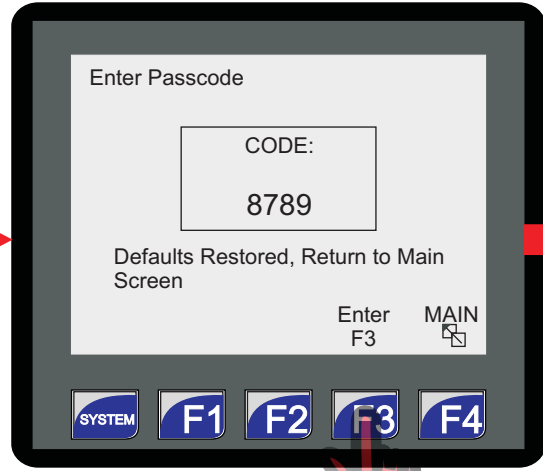 Enter Passcode
CODE:
8789
Defaults Restored, Return to Main
Screen
Enter MAIN
F3
SYSTEM F1 F2 F3 F4